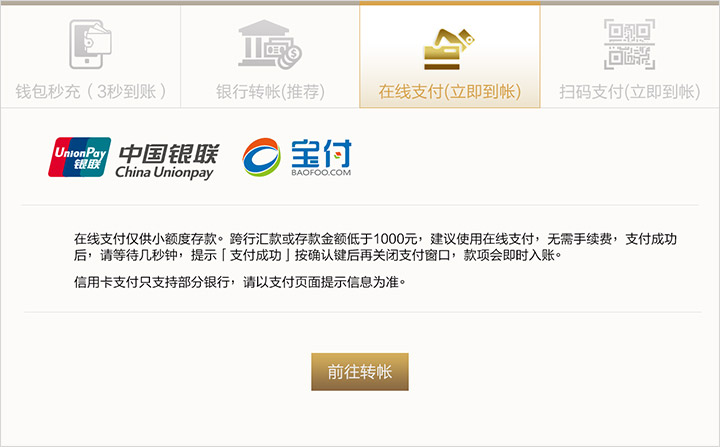 钱包秒充（3秒到账）
银行转帐(推荐)
在线支付(立即到帐)
扫码支付(立即到帐)
UnionPay
银联
中国银联
China Unionpay
宝付
BAOFOO.COM
在线支付仅供小额度存款。跨行汇款或存款金额低于1000元，建议使用在线支付，无需手续费，支付成功
后，请等待几秒钟，提示「支付成功」按确认键后再关闭支付窗口，款项会即时入账。
信用卡支付只支持部分银行，请以支付页面提示信息为准。
前往转帐